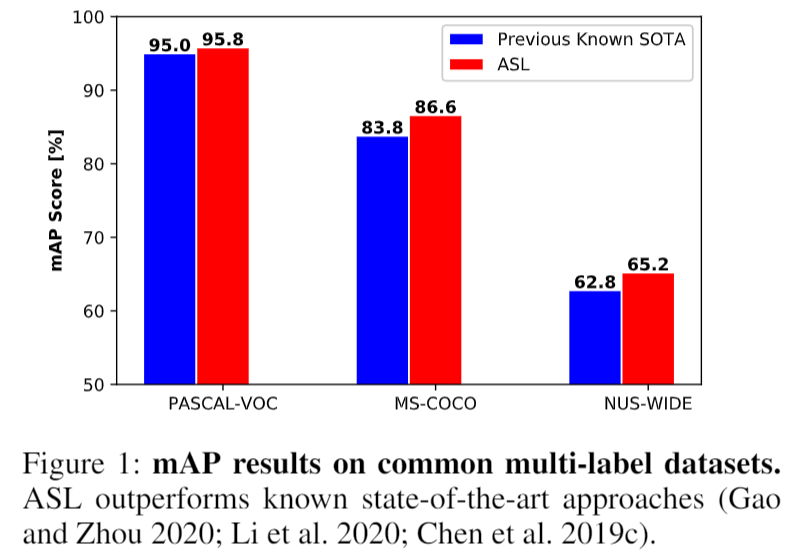 100
90
80
70
60
50
mAP Score [%]
Previous Known SOTA
ASL
95.0 95.8
83.8 86.6
62.8 65.2
PASCAL-VOC MS-COCO NUS-WIDE
Figure 1: mAP results on common multi-label datasets.
ASL outperforms known state-of-the-art approaches (Gao
and Zhou 2020; Li et al. 2020; Chen et al. 2019c).